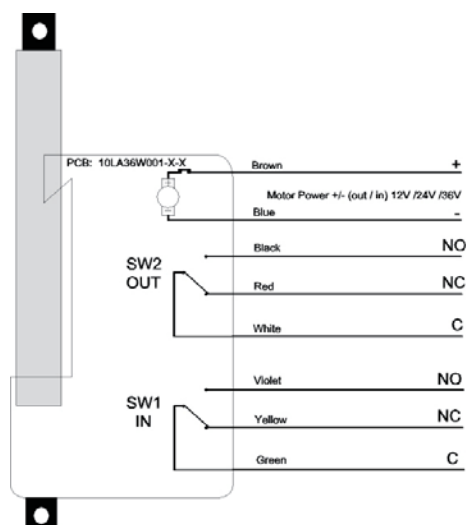 PCB: 10LA36W001-X-X
Brown +
Motor Power +/- (out / in) 12V /24V /36V
Blue -
Black NO
SW2
OUT
Red NC
White C
Violet NO
SW1
IN
Yellow NC
Green C